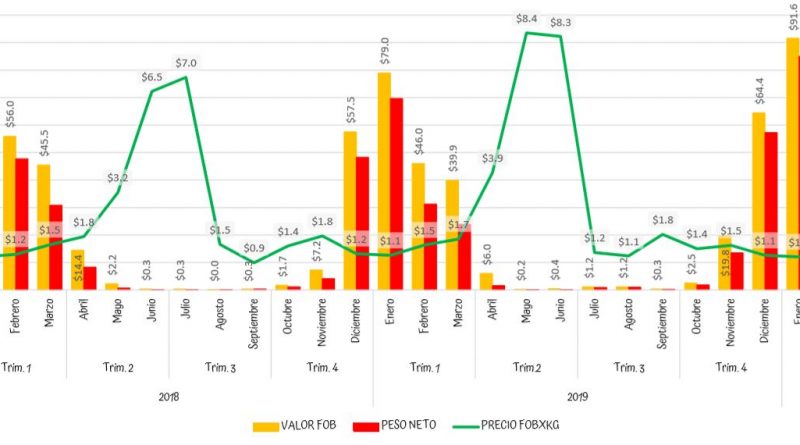 $56.0 $45.5 $14.4 $2.2 $0.3 $0.3 $0.0 $0.3 $1.7 $7.2 $57.5 $79.0 $46.0 $39.9 $6.0 $0.2 $0.4 $1.2 $1.2 $0.3 $2.5 $19.8 $64.4 $91.6
$1.2 $1.5 $1.8 $3.2 $6.5 $7.0 $1.5 $0.9 $1.4 $1.8 $1.2 $1.1 $1.5 $1.7 $3.9 $8.4 $8.3 $1.2 $1.1 $1.8 $1.4 $1.5 $1.1
Febrero Marzo Abril Mayo Junio Julio Agosto Septiembre Octubre Noviembre Diciembre Enero Febrero Marzo Abril Mayo Junio Julio Agosto Septiembre Octubre Noviembre Diciembre
Trim. 1 Trim. 2 Trim. 3 Trim. 4 Trim. 1 Trim.2 Trim. 3 Trim. 4
2018 2019
VALOR FOB PESO NETO PRECIO FOBXKG